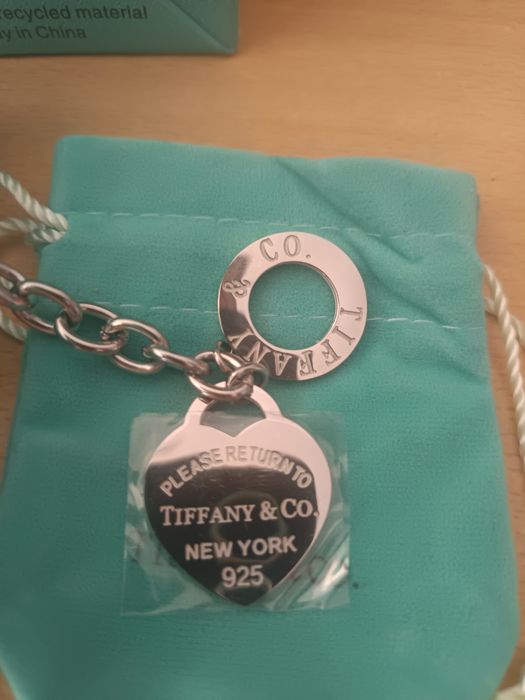 recycled material
y in China
TIFFANY & CO.
PLEASE RETURN TO
TIFFANY & CO.
NEW YORK
925